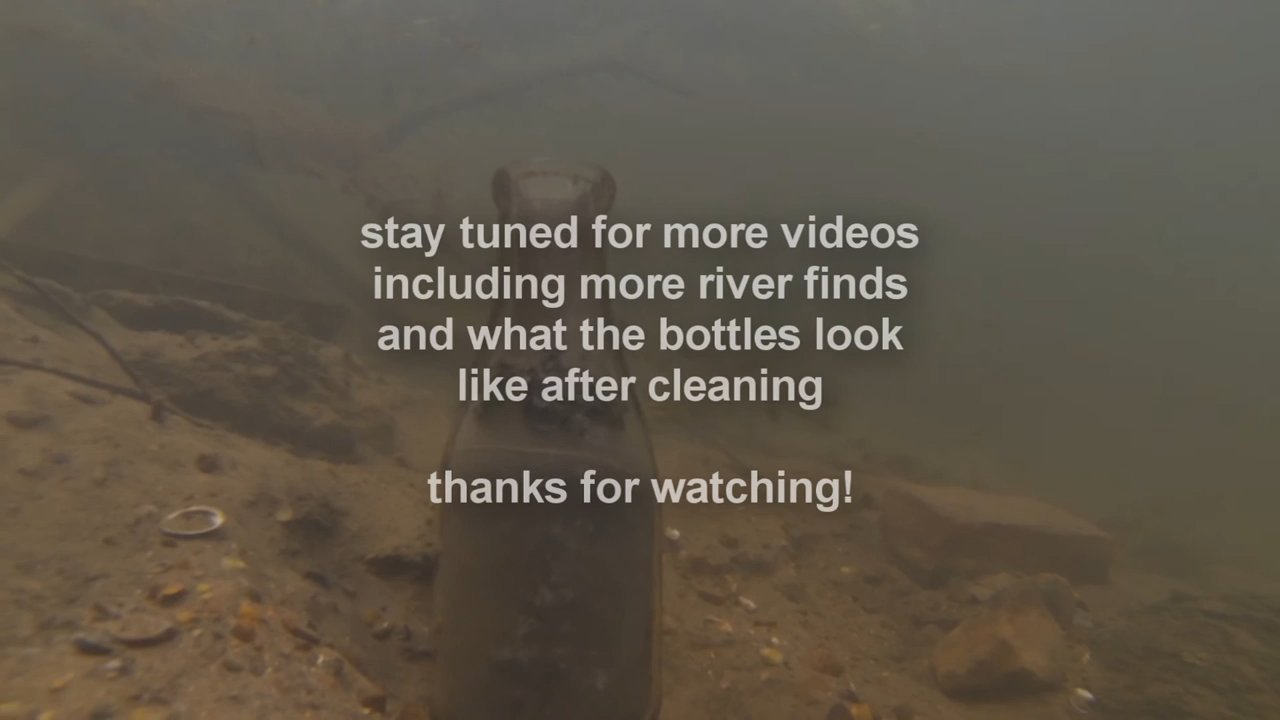 stay tuned for more videos
including more river finds
and what the bottles look
like after cleaning
thanks for watching!